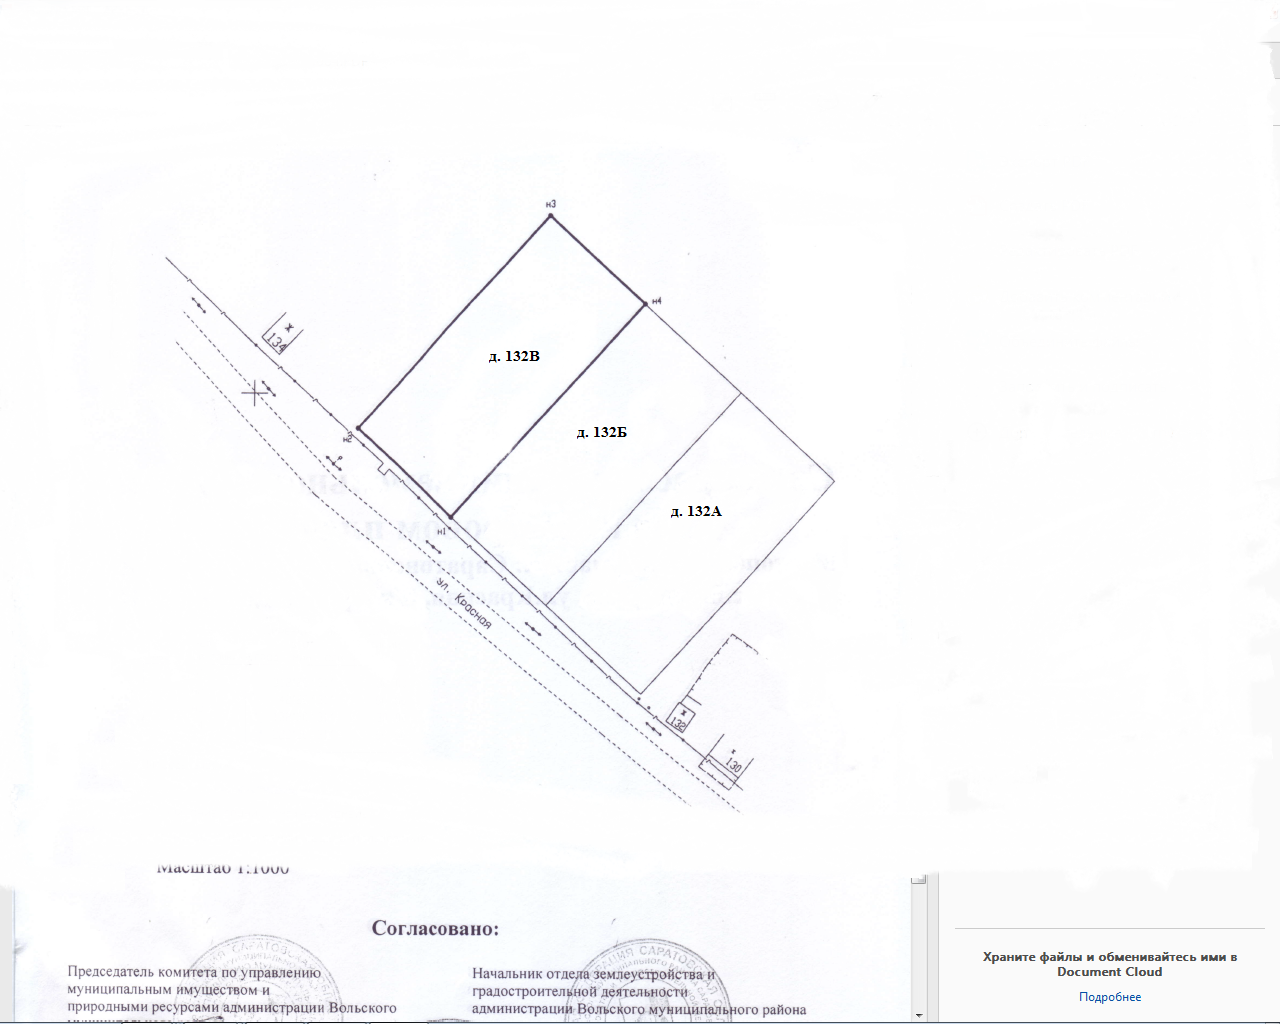 н3
н4
ж
134
д. 132В
н2
д. 132Б
д. 132А
н1
ул. Красная
ж
132
ж
130
Масштаб 1:1000
Согласовано:
Председатель комитета по управлению
муниципальным имуществом и
природными ресурсами администрации Вольского
Начальник отдела землеустройства и
градостроительной деятельности
администрации Вольского муниципального района
Храните файлы и обменивайтесь ими в
Document Cloud
Подробнее